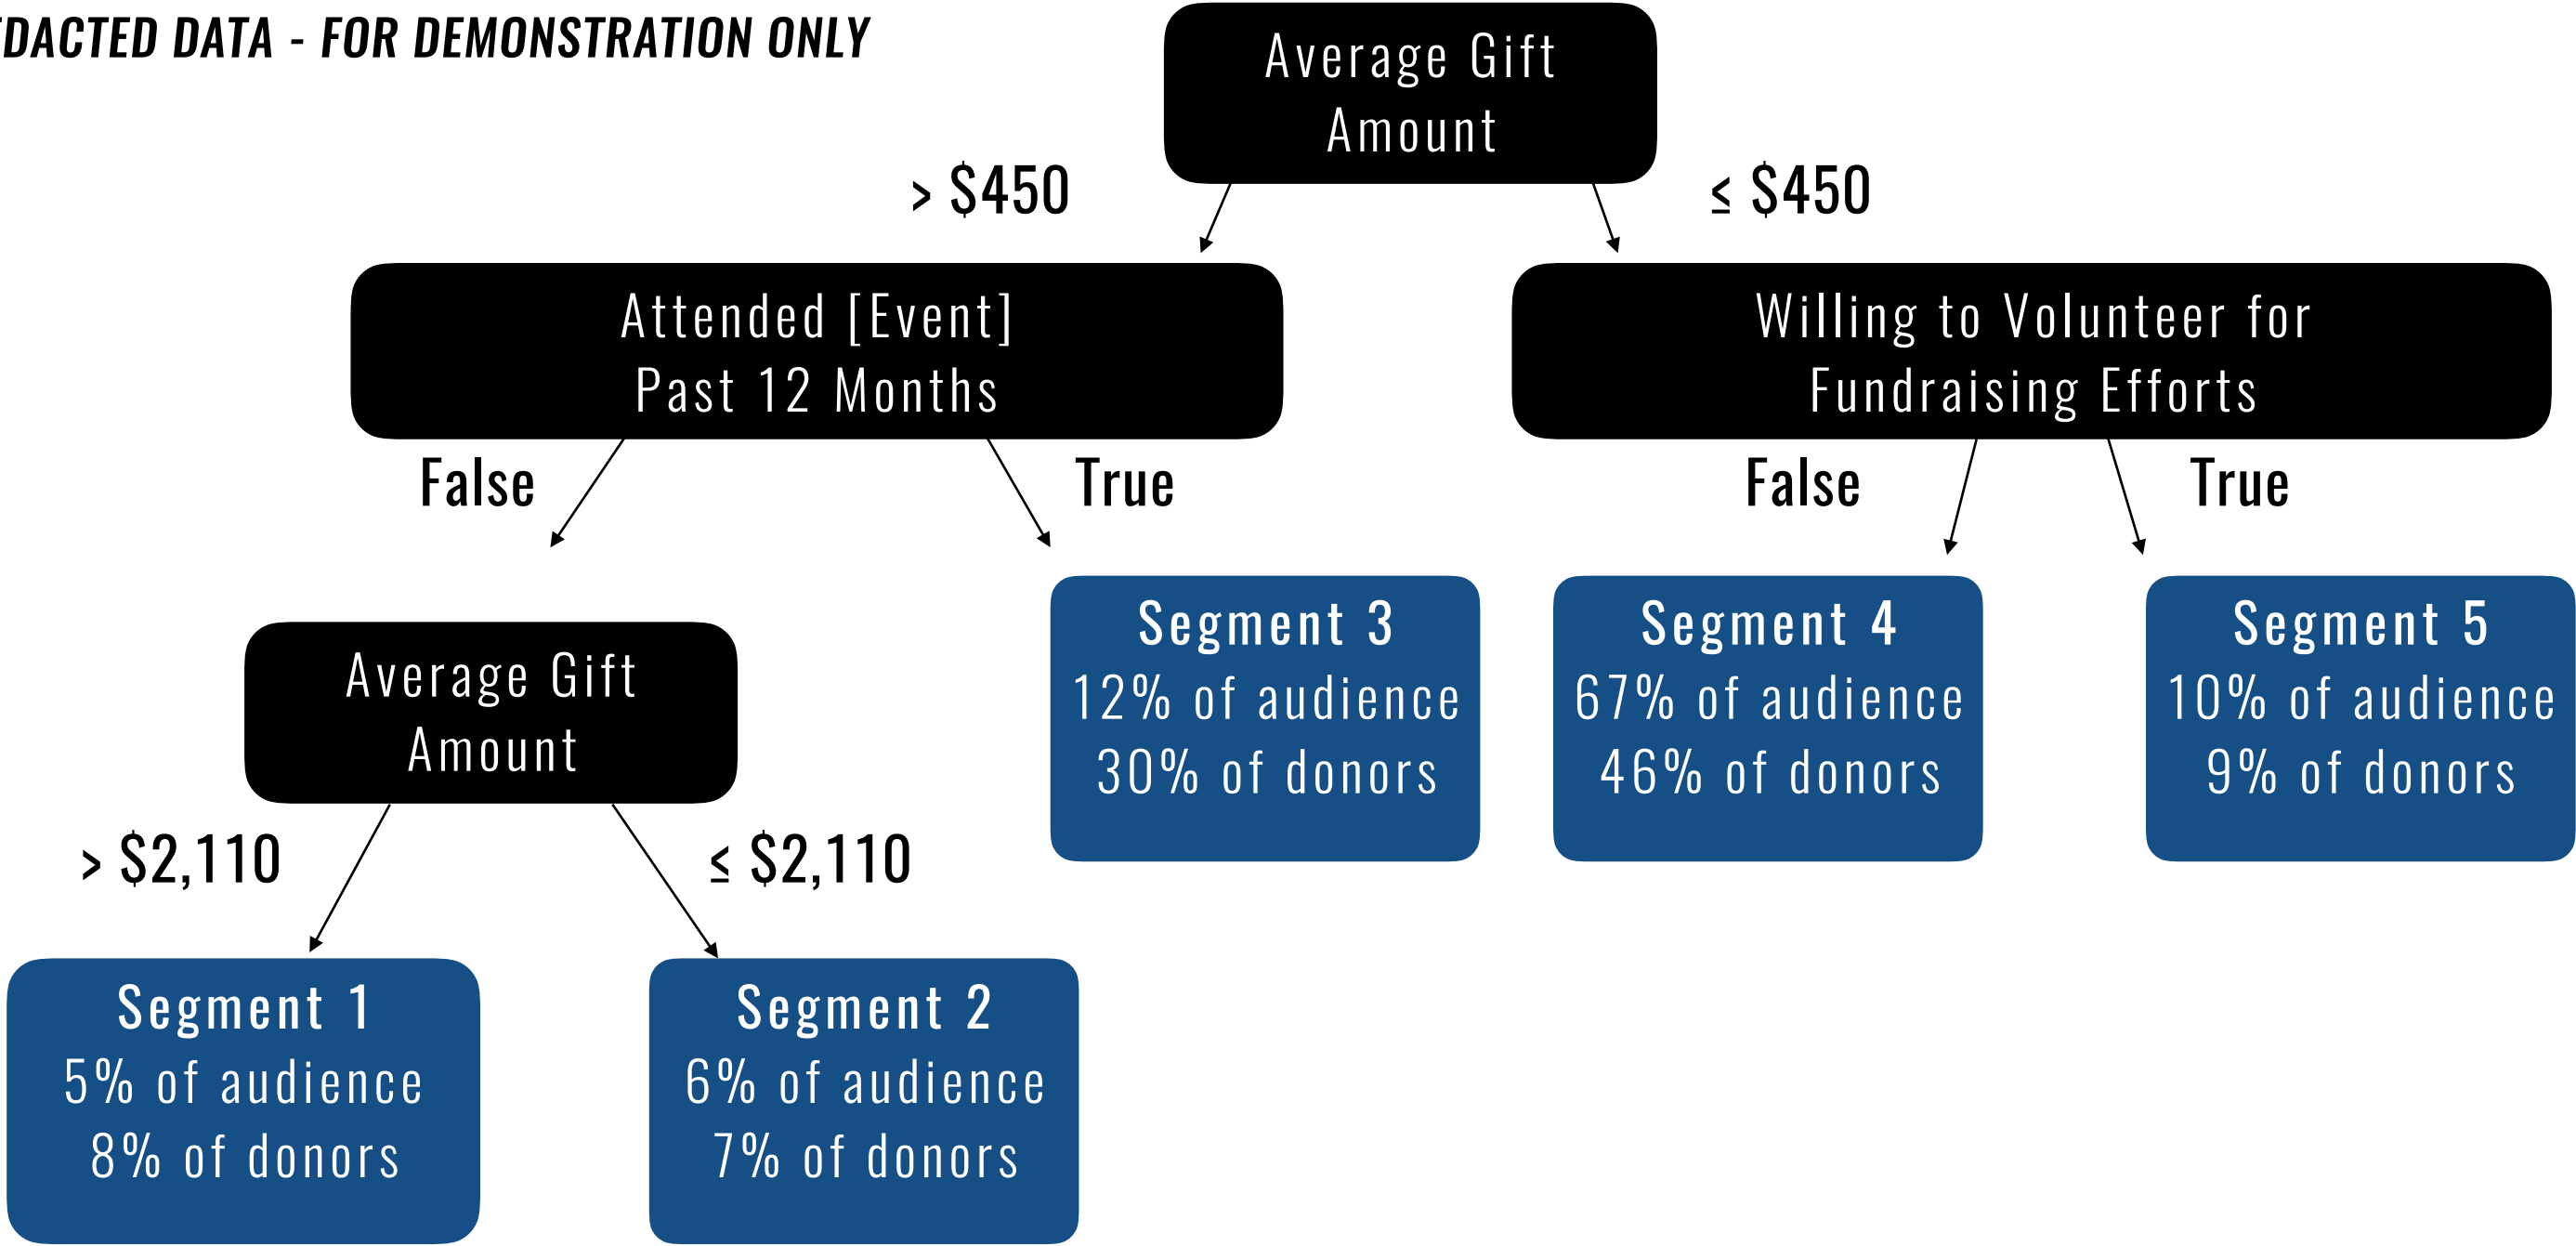 DACTED DATA - FOR DEMONSTRATION ONLY
Average Gift
Amount
> $450
≤ $450
Attended [Event]
Past 12 Months
Willing to Volunteer for
Fundraising Efforts
False
True
False
True
Average Gift
Amount
Segment 3
12% of audience
30% of donors
Segment 4
67% of audience
46% of donors
Segment 5
10% of audience
9% of donors
> $2,110
≤ $2,110
Segment 1
5% of audience
8% of donors
Segment 2
6% of audience
7% of donors